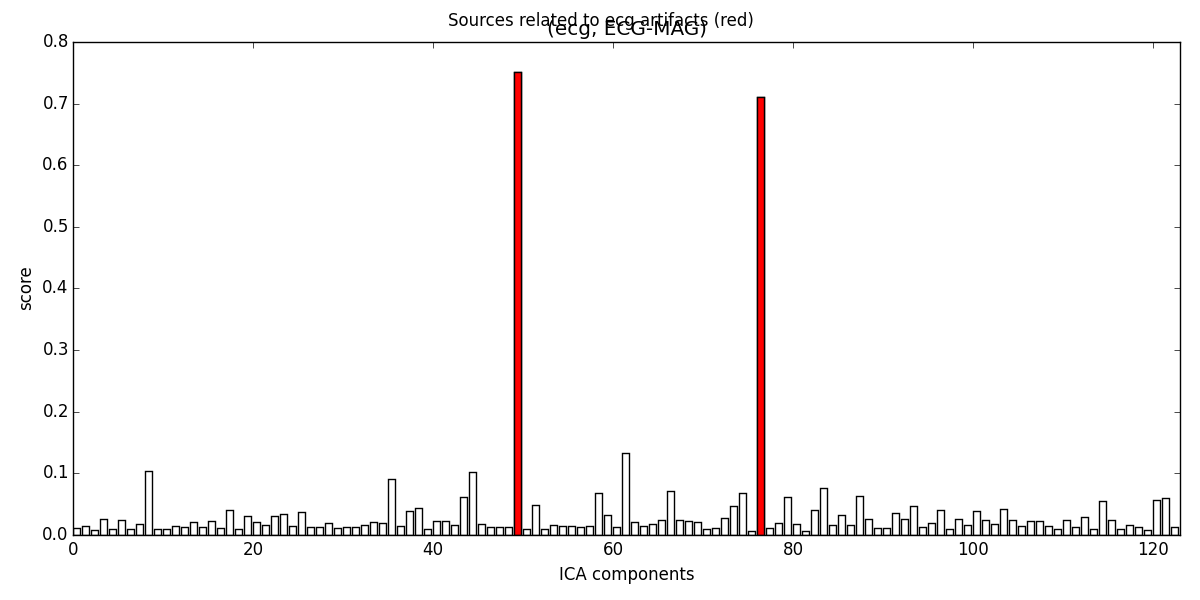 Sources related to ecg artifacts (red)
(ecg, ECG-MAG)
0.8
0.7
0.6
0.5
0.4
0.3
0.2
0.1
0.0
score
0 20 40 60 80 100 120
ICA components